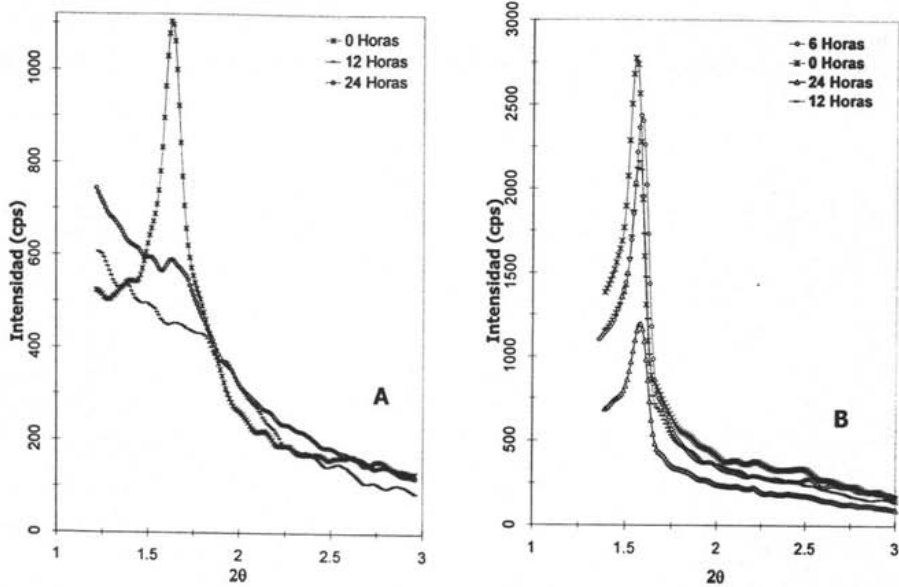 1000
800
600
400
200
0
Intensidad (cps)
0 Horas
12 Horas
24 Horas
A
1
1.5
2
2.5
3
2θ
3000
2500
2000
1500
1000
500
0
Intensidad (cps)
6 Horas
0 Horas
24 Horas
12 Horas
B
1
1.5
2
2.5
3
2θ